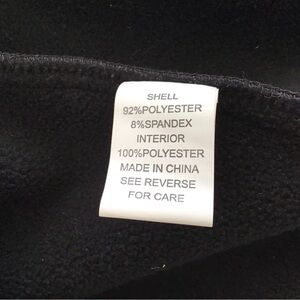 SHELL
92%POLYESTER
8%SPANDEX
INTERIOR
100%POLYESTER
MADE IN CHINA
SEE REVERSE
FOR CARE